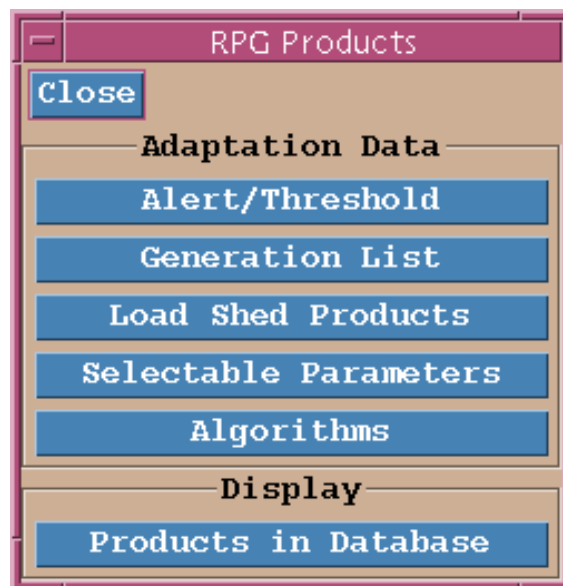 RPG Products
Close
Adaptation Data
Alert/Threshold
Generation List
Load Shed Products
Selectable Parameters
Algorithms
Display
Products in Database